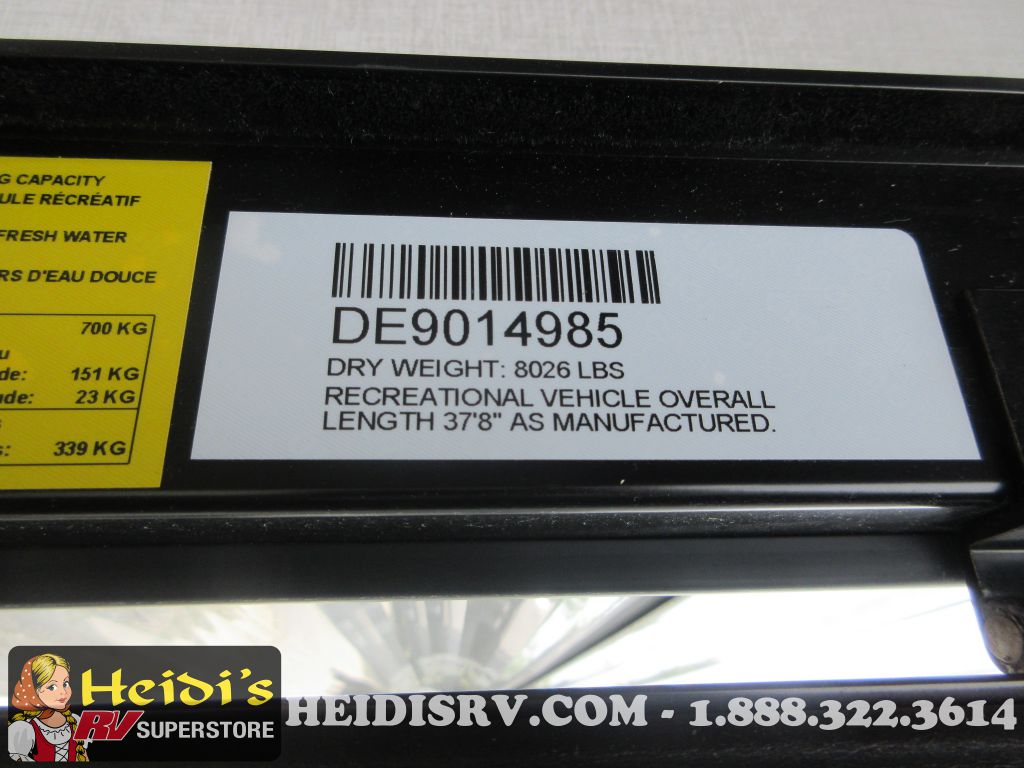 G CAPACITY
ULE RÉCRÉATIF
FRESH WATER
RS D'EAU DOUCE
700 KG
u
de: 151 KG
ude: 23 KG
s
s: 339 KG
DE9014985
DRY WEIGHT: 8026 LBS
RECREATIONAL VEHICLE OVERALL
LENGTH 37'8" AS MANUFACTURED.
Heidi's
RV SUPERSTORE
HEIDISRV.COM - 1.888.322.3614